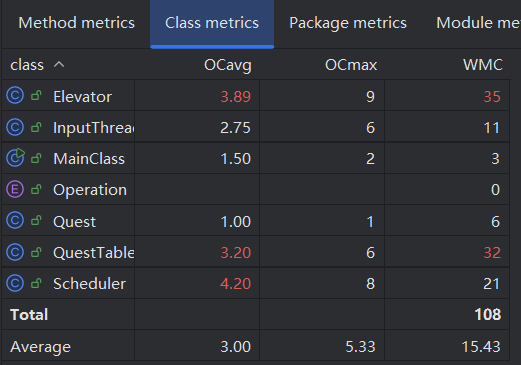 Method metrics Class metrics Package metrics Module me
class OCavg OCmax WMC
Elevator 3.89 9 35
InputThrea 2.75 6 11
MainClass 1.50 2 3
Operation 0
Quest 1.00 1 6
QuestTable 3.20 6 32
Scheduler 4.20 8 21
Total 108
Average 3.00 5.33 15.43